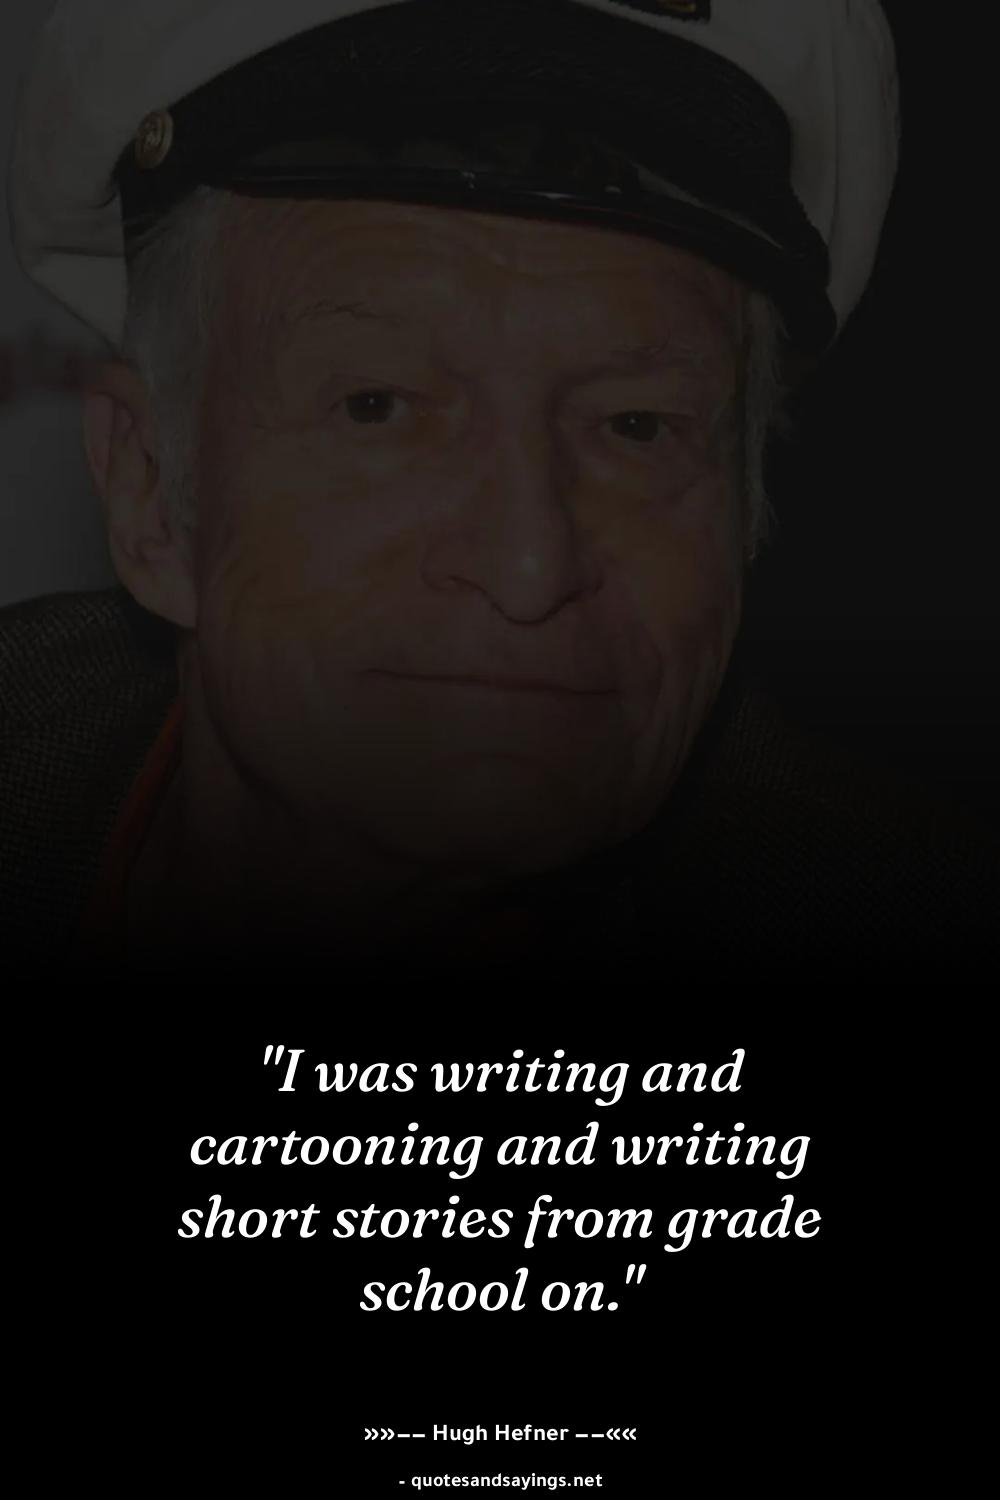 "I was writing and
cartooning and writing
short stories from grade
school on."
»»−− Hugh Hefner −−««
- quotesandsayings.net